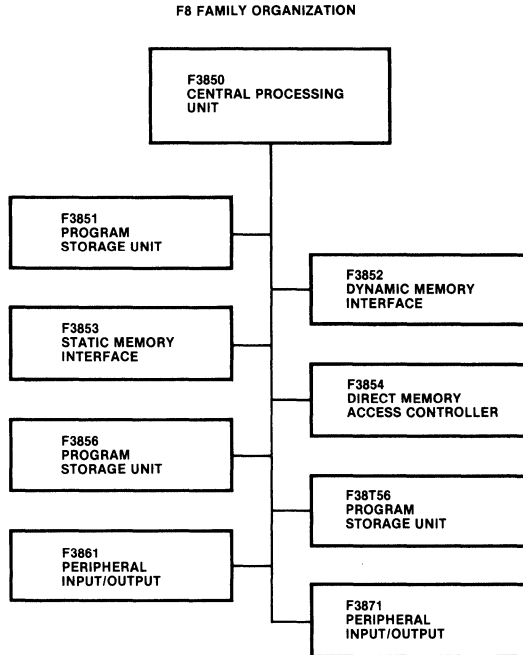 F8 FAMILY ORGANIZATION
F3850
CENTRAL PROCESSING
UNIT
F3851
PROGRAM
STORAGE UNIT
F3852
DYNAMIC MEMORY
INTERFACE
F3853
STATIC MEMORY
INTERFACE
F3854
DIRECT MEMORY
ACCESS CONTROLLER
F3856
PROGRAM
STORAGE UNIT
F38T56
PROGRAM
STORAGE UNIT
F3861
PERIPHERAL
INPUT/OUTPUT
F3871
PERIPHERAL
INPUT/OUTPUT